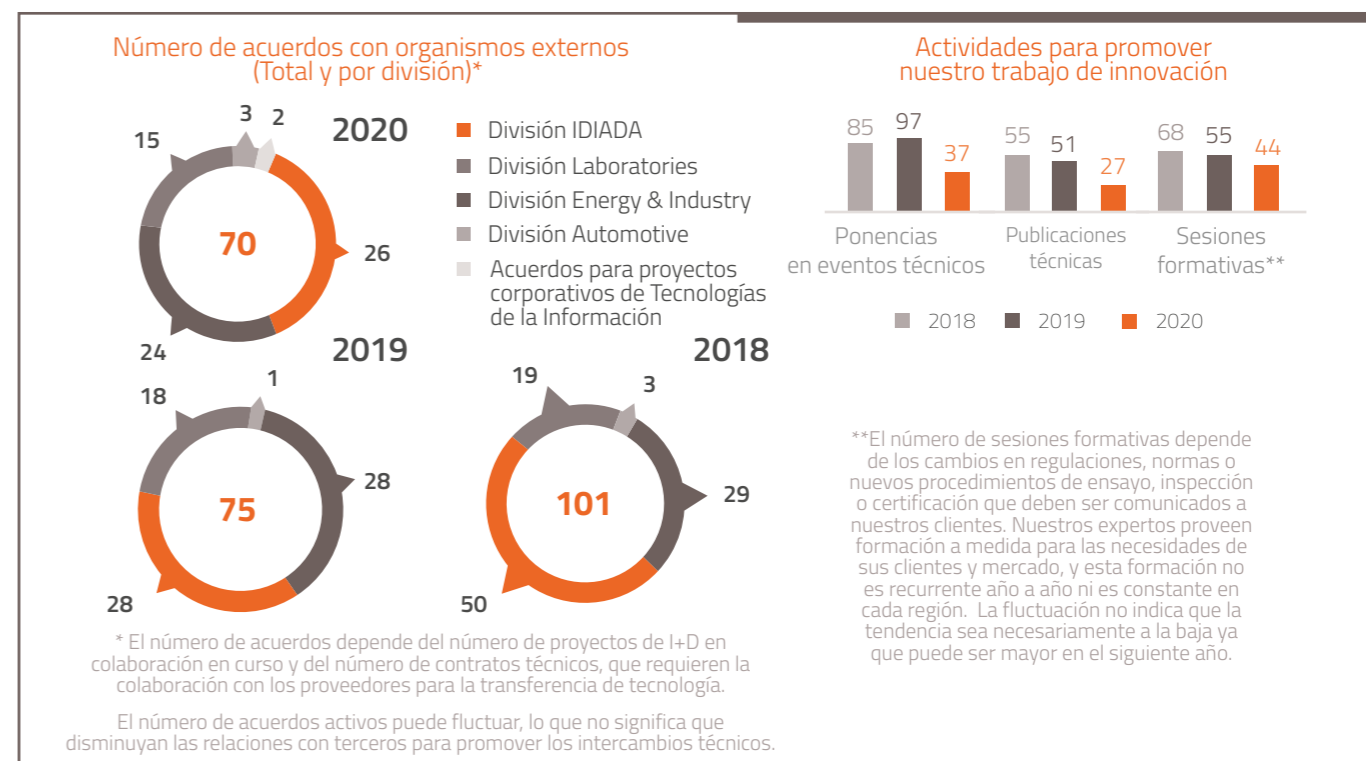 Número de acuerdos con organismos externos
(Total y por división)*
3
2
15
2020
70
26
24
División IDIADA
División Laboratories
División Energy & Industry
División Automotive
Acuerdos para proyectos
corporativos de Tecnologías
de la Información
2019
1
18
75
28
28
2018
19
3
101
29
50
* El número de acuerdos depende del número de proyectos de I+D en
colaboración en curso y del número de contratos técnicos, que requieren la
colaboración con los proveedores para la transferencia de tecnología.
El número de acuerdos activos puede fluctuar, lo que no significa que
disminuyan las relaciones con terceros para promover los intercambios técnicos.
Actividades para promover
nuestro trabajo de innovación
85
97
37
55
51
27
68
55
44
Ponencias
en eventos técnicos
Publicaciones
técnicas
Sesiones
formativas**
2018
2019
2020
**El número de sesiones formativas depende
de los cambios en regulaciones, normas o
nuevos procedimientos de ensayo, inspección
o certificación que deben ser comunicados a
nuestros clientes. Nuestros expertos proveen
formación a medida para las necesidades de
sus clientes y mercado, y esta formación no
es recurrente año a año ni es constante en
cada región. La fluctuación no indica que la
tendencia sea necesariamente a la baja ya
que puede ser mayor en el siguiente año.